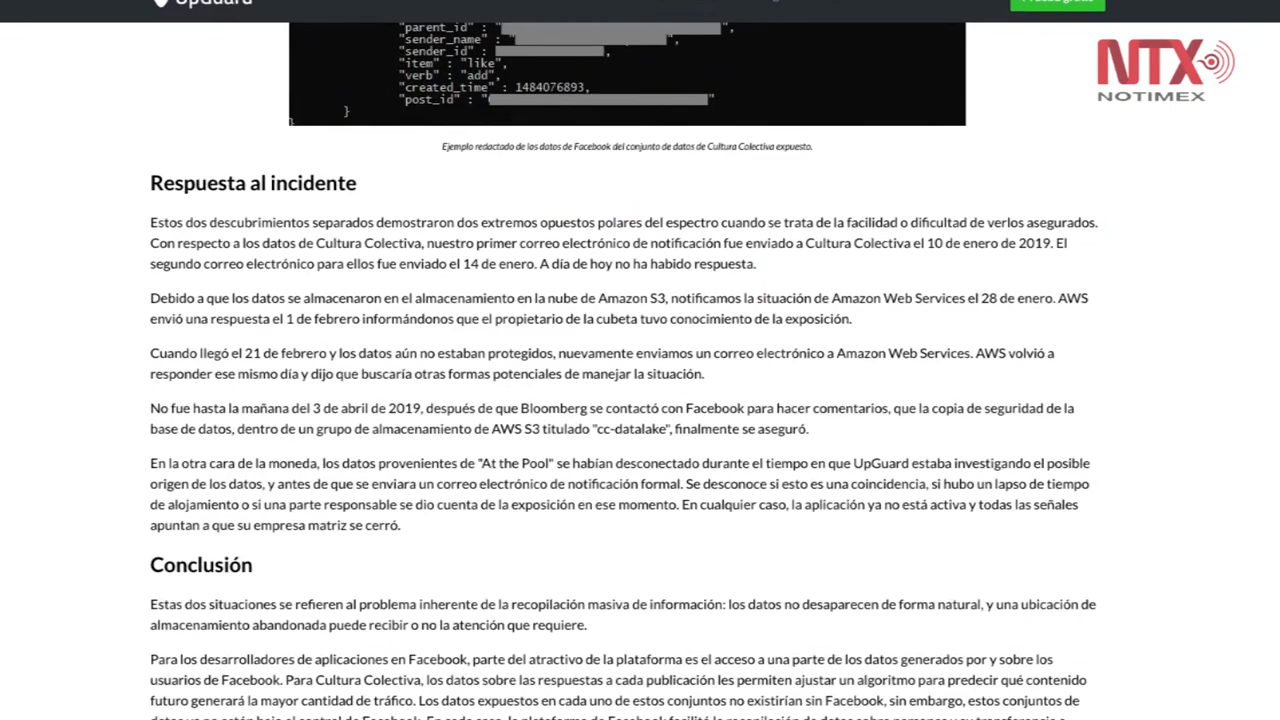 UpGuard
"parent_id" : "
",
"sender_name" : "
",
"sender_id" :
,
"item" : "like",
"verb" : "add",
"created_time" : 1484076893,
"post_id" : "
"
}
NTX
NOTIMEX
Ejemplo redactado de los datos de Facebook del conjunto de datos de Cultura Colectiva expuesto.
Respuesta al incidente
Estos dos descubrimientos separados demostraron dos extremos opuestos polares del espectro cuando se trata de la facilidad o dificultad de verlos asegurados.
Con respecto a los datos de Cultura Colectiva, nuestro primer correo electrónico de notificación fue enviado a Cultura Colectiva el 10 de enero de 2019. El
segundo correo electrónico para ellos fue enviado el 14 de enero. A día de hoy no ha habido respuesta.
Debido a que los datos se almacenaron en el almacenamiento en la nube de Amazon S3, notificamos la situación de Amazon Web Services el 28 de enero. AWS
envió una respuesta el 1 de febrero informándonos que el propietario de la cubeta tuvo conocimiento de la exposición.
Cuando llegó el 21 de febrero y los datos aún no estaban protegidos, nuevamente enviamos un correo electrónico a Amazon Web Services. AWS volvió a
responder ese mismo día y dijo que buscaría otras formas potenciales de manejar la situación.
No fue hasta la mañana del 3 de abril de 2019, después de que Bloomberg se contactó con Facebook para hacer comentarios, que la copia de seguridad de la
base de datos, dentro de un grupo de almacenamiento de AWS S3 titulado "cc-datalake", finalmente se aseguró.
En la otra cara de la moneda, los datos provenientes de "At the Pool" se habían desconectado durante el tiempo en que UpGuard estaba investigando el posible
origen de los datos, y antes de que se enviara un correo electrónico de notificación formal. Se desconoce si esto es una coincidencia, si hubo un lapso de tiempo
de alojamiento o si una parte responsable se dio cuenta de la exposición en ese momento. En cualquier caso, la aplicación ya no está activa y todas las señales
apuntan a que su empresa matriz se cerró.
Conclusión
Estas dos situaciones se refieren al problema inherente de la recopilación masiva de información: los datos no desaparecen de forma natural, y una ubicación de
almacenamiento abandonada puede recibir o no la atención que requiere.
Para los desarrolladores de aplicaciones en Facebook, parte del atractivo de la plataforma es el acceso a una parte de los datos generados por y sobre los
usuarios de Facebook. Para Cultura Colectiva, los datos sobre las respuestas a cada publicación les permiten ajustar un algoritmo para predecir qué contenido
futuro generará la mayor cantidad de tráfico. Los datos expuestos en cada uno de estos conjuntos no existirían sin Facebook, sin embargo, estos conjuntos de